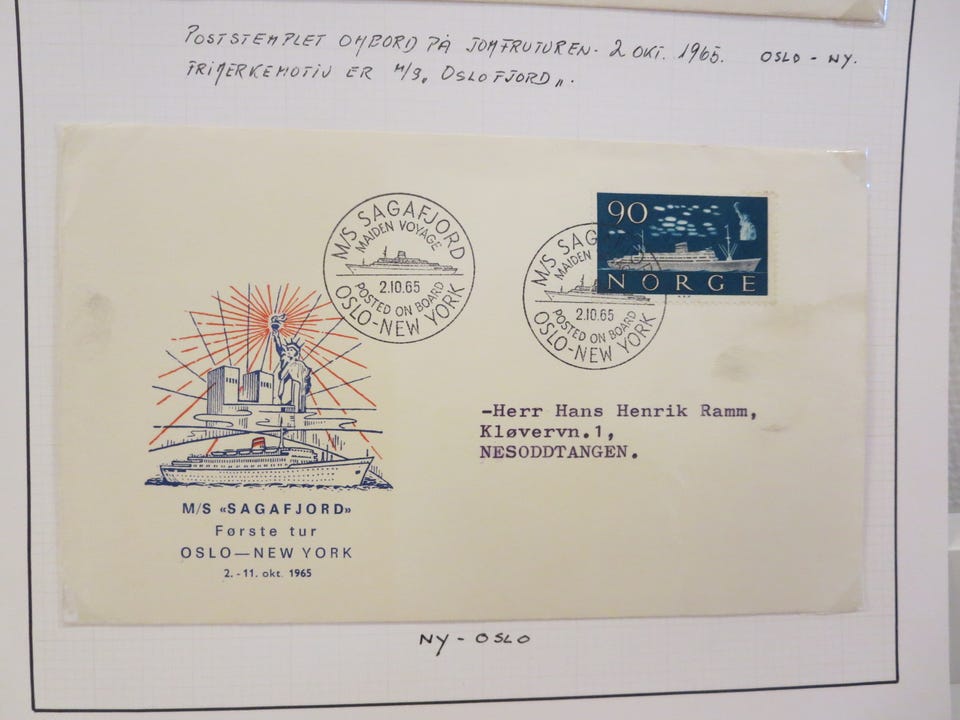 POSTSTEMPLET OMBORD PÅ JOMFRUTUREN. 2 OKT. 1965. OSLO - NY.
FRIMERKEMOTIV ER M/S „OSLOFJORD„.
M/S SAGAFJORD
MAIDEN VOYAGE
2.10.65
POSTED ON BOARD
OSLO-NEW YORK
M/S SAG
MAIDEN
2.10.65
POSTED ON BOARD
OSLO-NEW YORK
90
NORGE
-Herr Hans Henrik Ramm,
Kløvervn.1,
NESODDTANGEN.
M/S «SAGAFJORD»
Første tur
OSLO—NEW YORK
2. - 11. okt. 1965
NY - OSLO